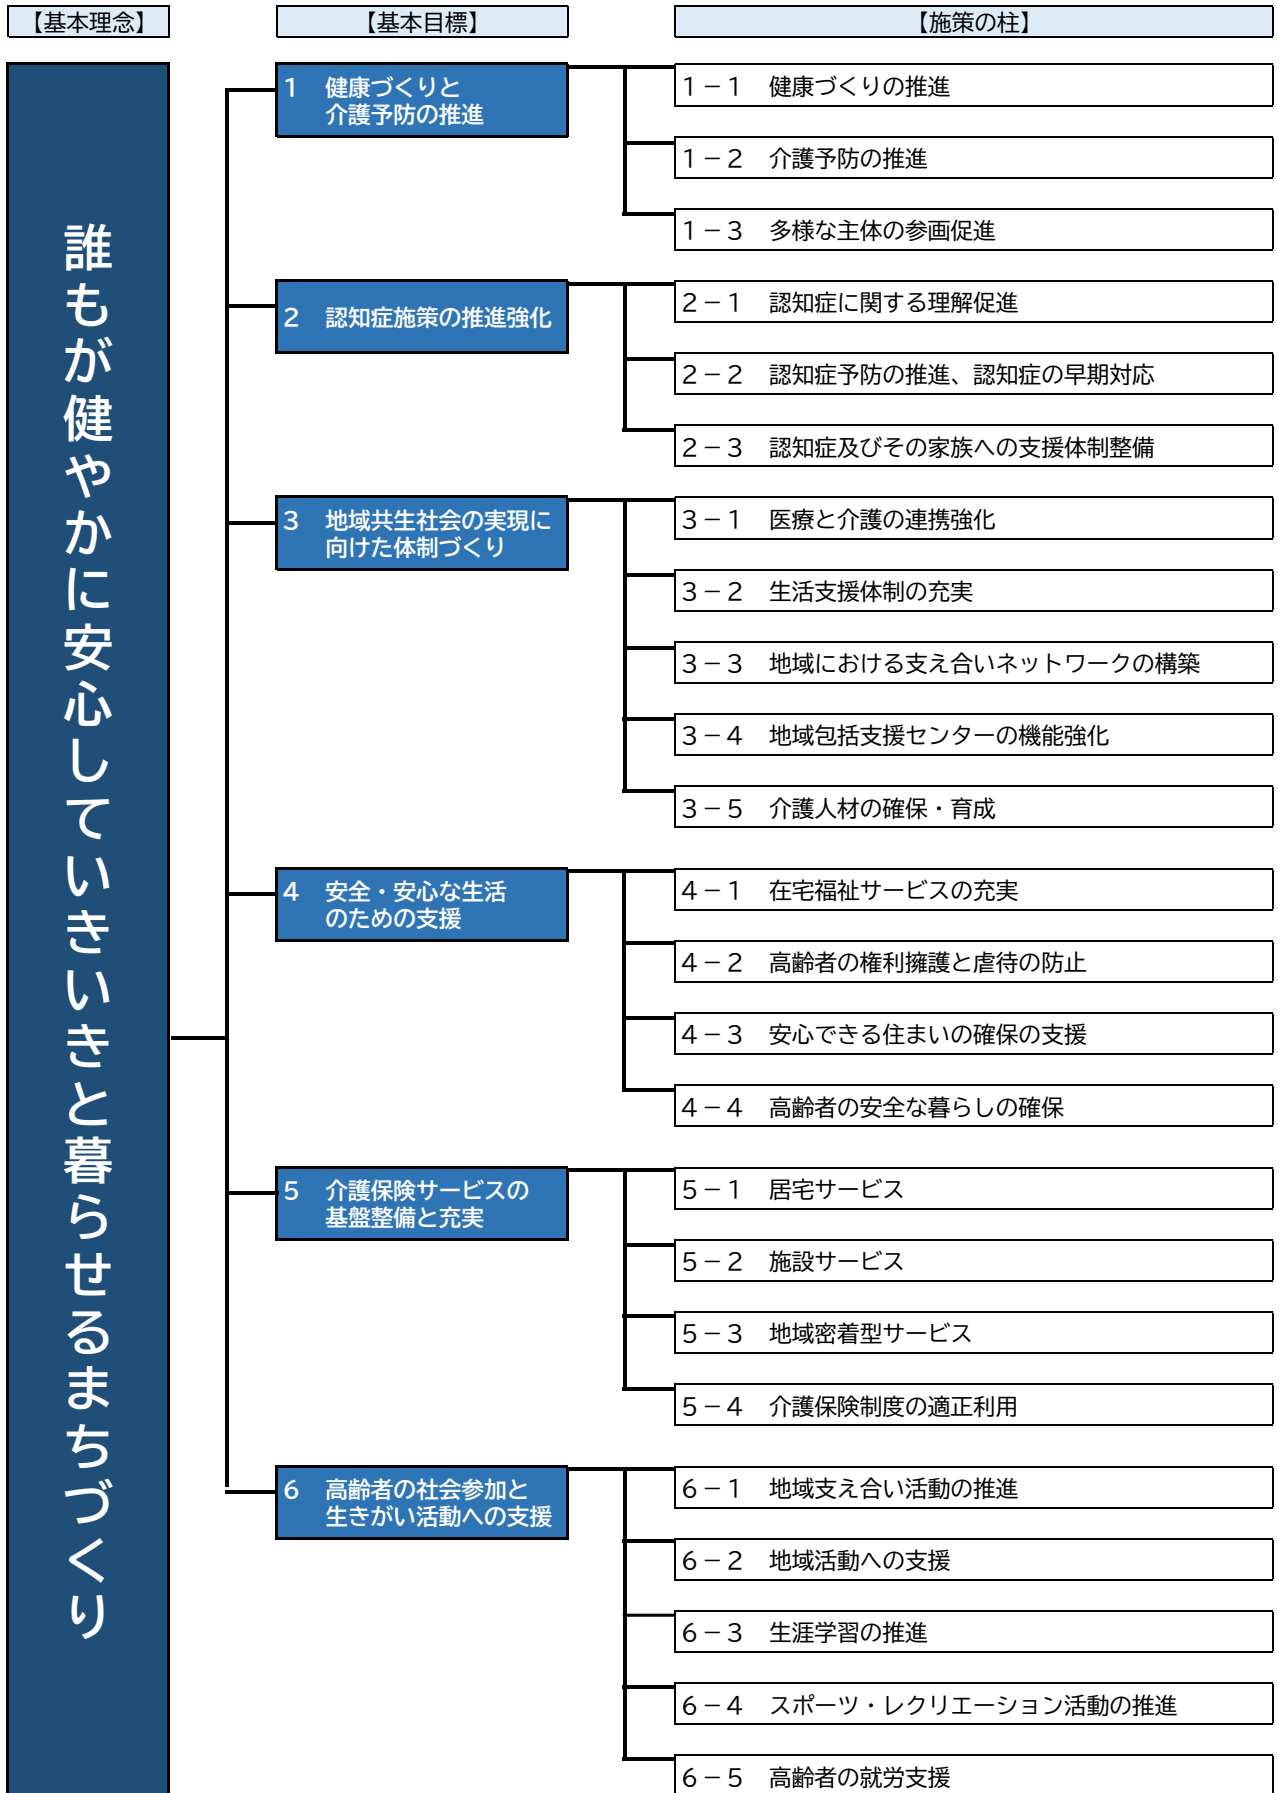 【基本理念】
【基本目標】
【施策の柱】
誰もが健やかに安心していきいきと暮らせるまちづくり
1　健康づくりと
介護予防の推進
1－1　健康づくりの推進
1－2　介護予防の推進
1－3　多様な主体の参画促進
2　認知症施策の推進強化
2－1　認知症に関する理解促進
2－2　認知症予防の推進、認知症の早期対応
2－3　認知症及びその家族への支援体制整備
3　地域共生社会の実現に
向けた体制づくり
3－1　医療と介護の連携強化
3－2　生活支援体制の充実
3－3　地域における支え合いネットワークの構築
3－4　地域包括支援センターの機能強化
3－5　介護人材の確保・育成
4　安全・安心な生活
のための支援
4－1　在宅福祉サービスの充実
4－2　高齢者の権利擁護と虐待の防止
4－3　安心できる住まいの確保の支援
4－4　高齢者の安全な暮らしの確保
5　介護保険サービスの
基盤整備と充実
5－1　居宅サービス
5－2　施設サービス
5－3　地域密着型サービス
5－4　介護保険制度の適正利用
6　高齢者の社会参加と
生きがい活動への支援
6－1　地域支え合い活動の推進
6－2　地域活動への支援
6－3　生涯学習の推進
6－4　スポーツ・レクリエーション活動の推進
6－5　高齢者の就労支援